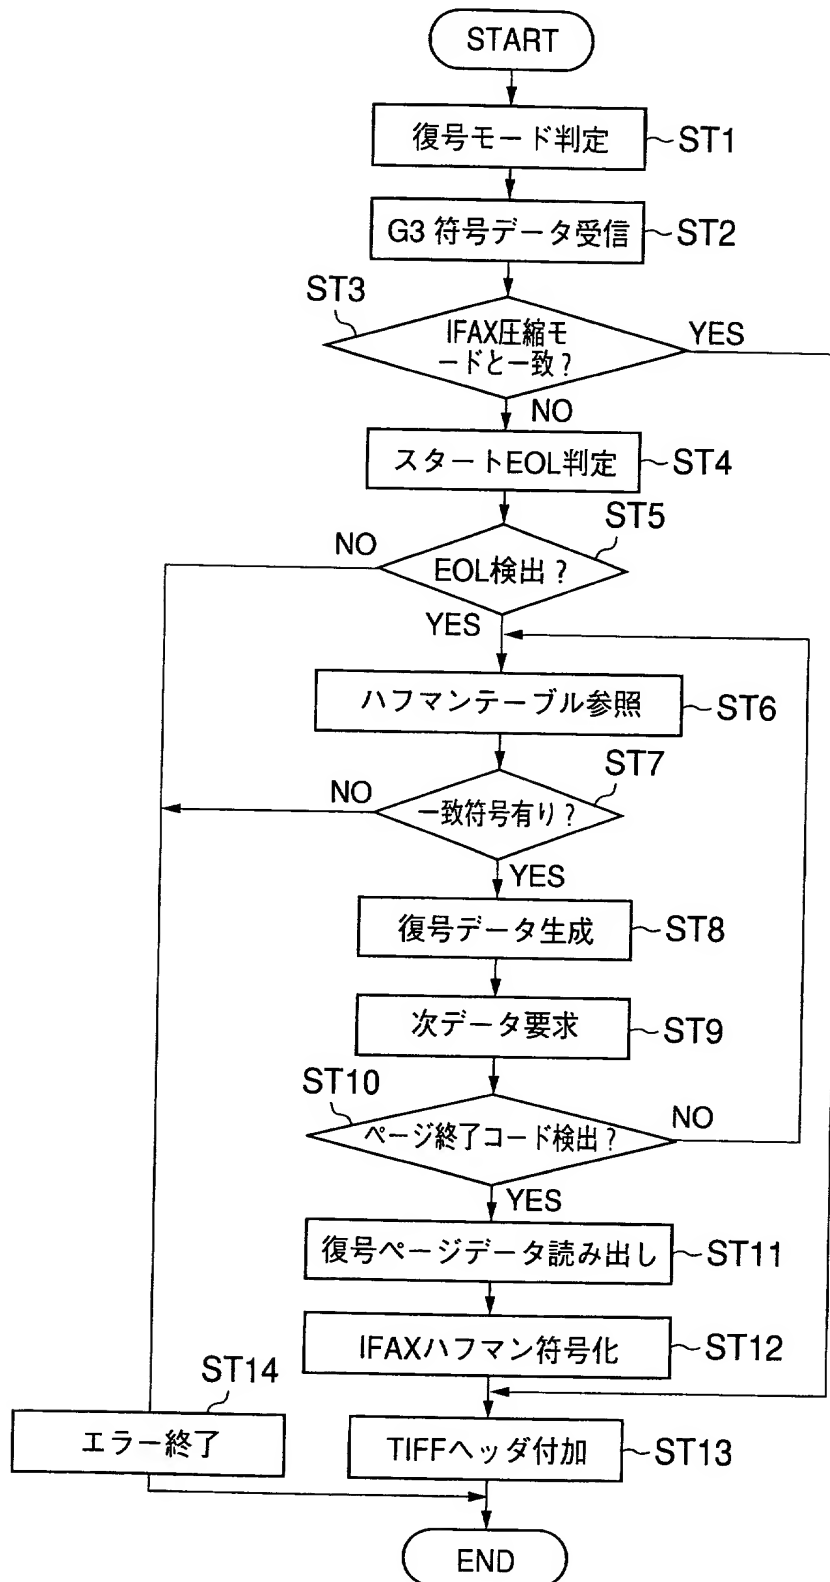 START
復号モード判定
ST1
G3 符号データ受信
ST2
ST3
IFAX圧縮モ
ードと一致？
YES
NO
スタートEOL判定
ST4
ST5
NO
EOL検出？
YES
ハフマンテーブル参照
ST6
ST7
NO
一致符号有り？
YES
復号データ生成
ST8
次データ要求
ST9
ST10
ページ終了コード検出？
NO
YES
復号ページデータ読み出し
ST11
IFAXハフマン符号化
ST12
ST14
エラー終了
TIFFヘッダ付加
ST13
END